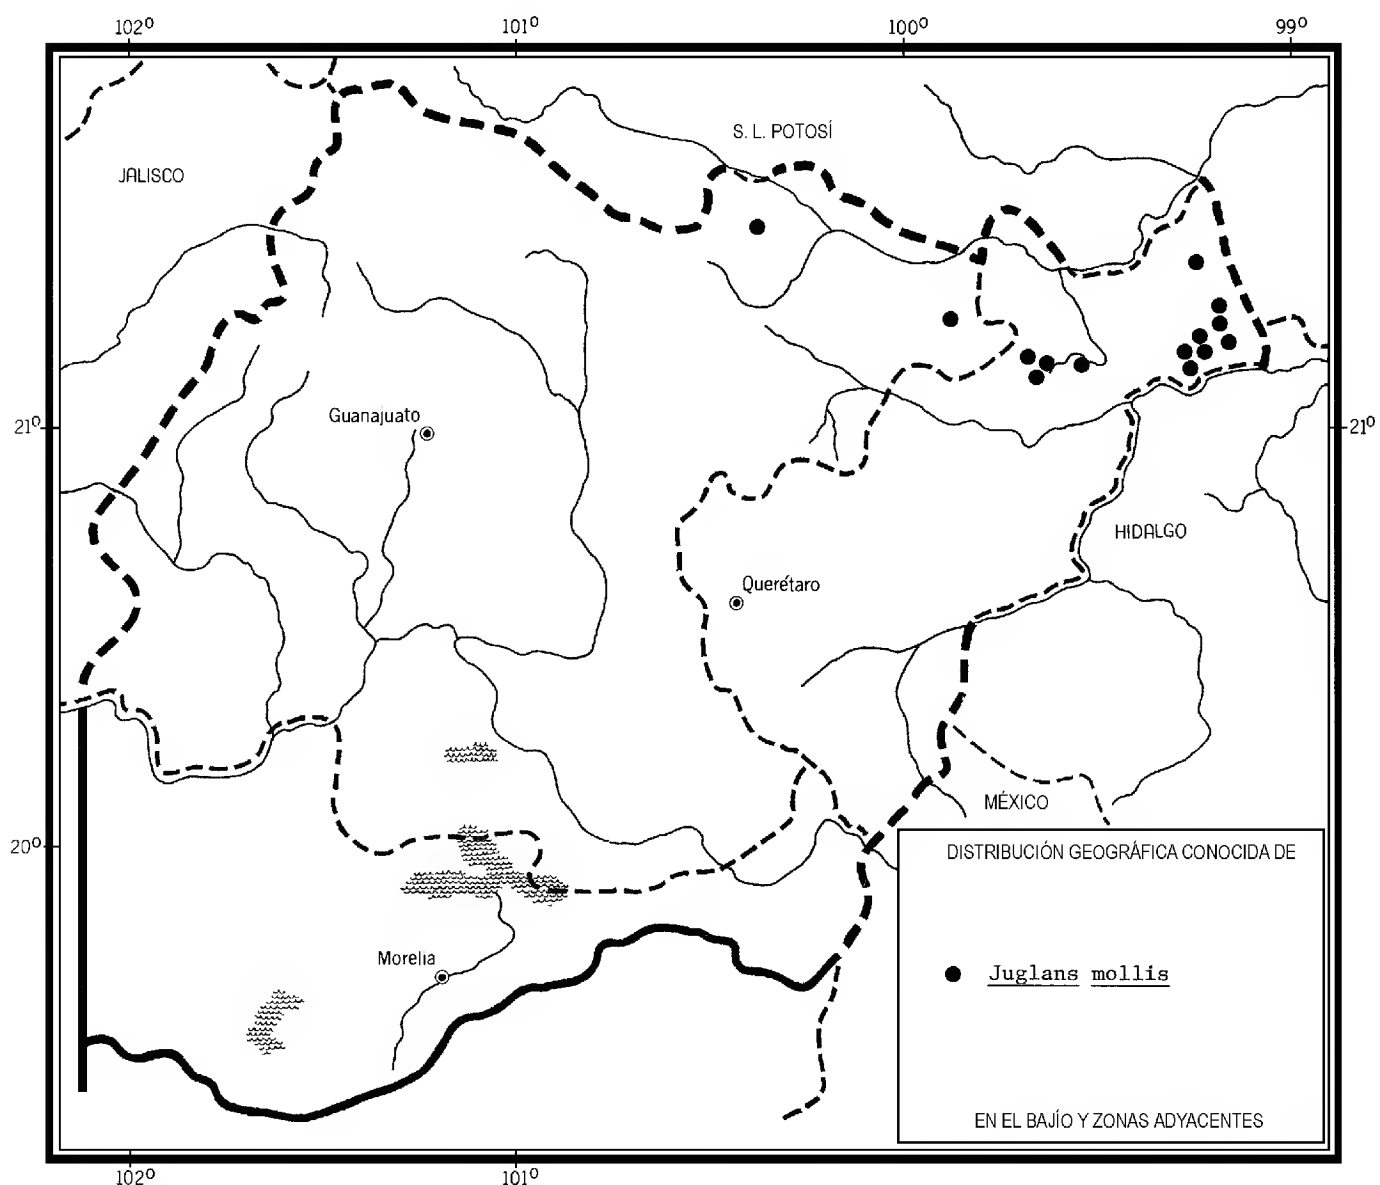 102º 101º 100º 99º
S. L. POTOSÍ
JALISCO
Guanajuato
21º 21º
HIDALGO
Querétaro
MÉXICO
20º
DISTRIBUCIÓN GEOGRÁFICA CONOCIDA DE
Morelia
Juglans mollis
EN EL BAJÍO Y ZONAS ADYACENTES
102º 101º